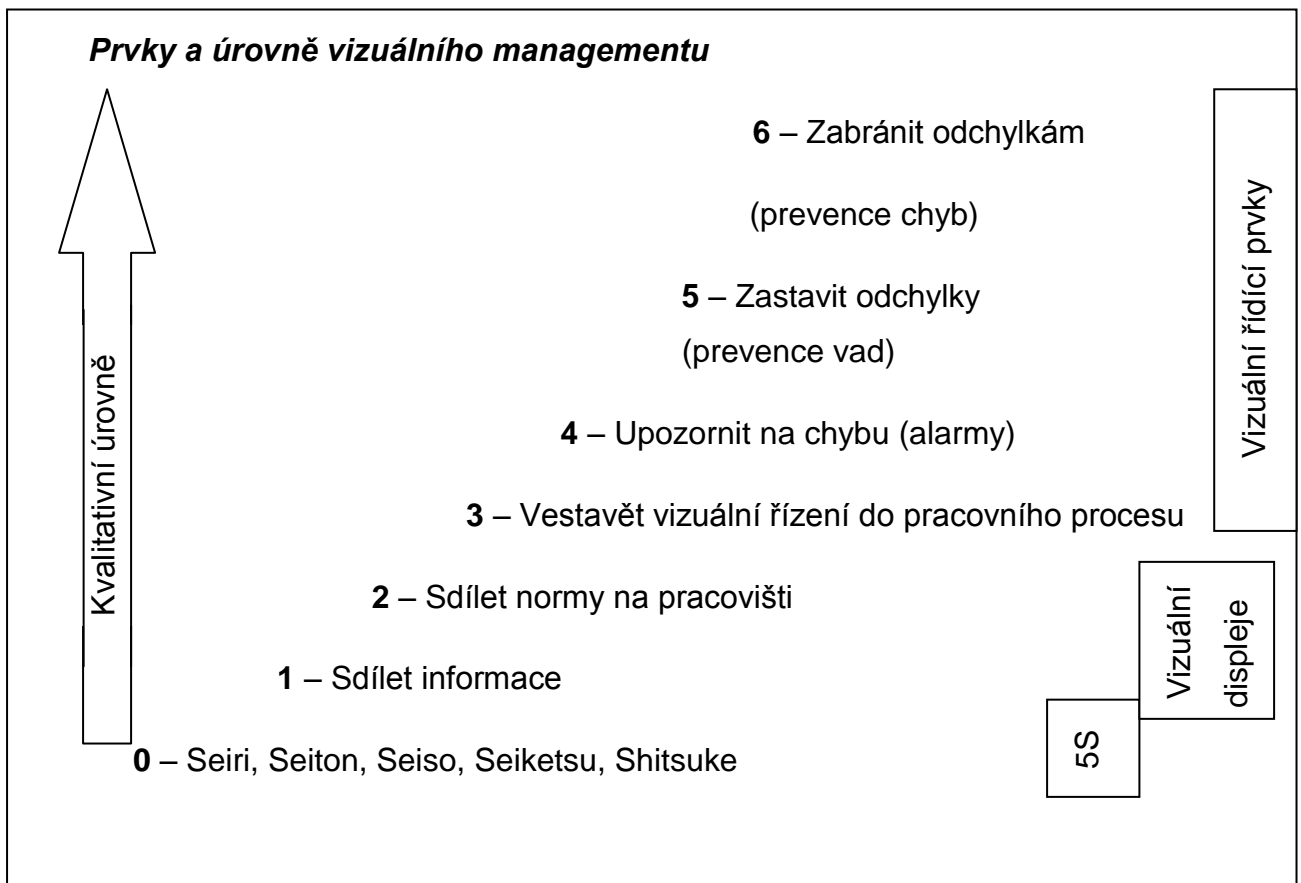 Prvky a úrovně vizuálního managementu
6 – Zabránit odchylkám
(prevence chyb)
5 – Zastavit odchylky
(prevence vad)
4 – Upozornit na chybu (alarmy)
3 – Vestavět vizuální řízení do pracovního procesu
2 – Sdílet normy na pracovišti
1 – Sdílet informace
0 – Seiri, Seiton, Seiso, Seiketsu, Shitsuke
Kvalitativní úrovně
Vizuální řídící prvky
Vizuální
displeje
5S